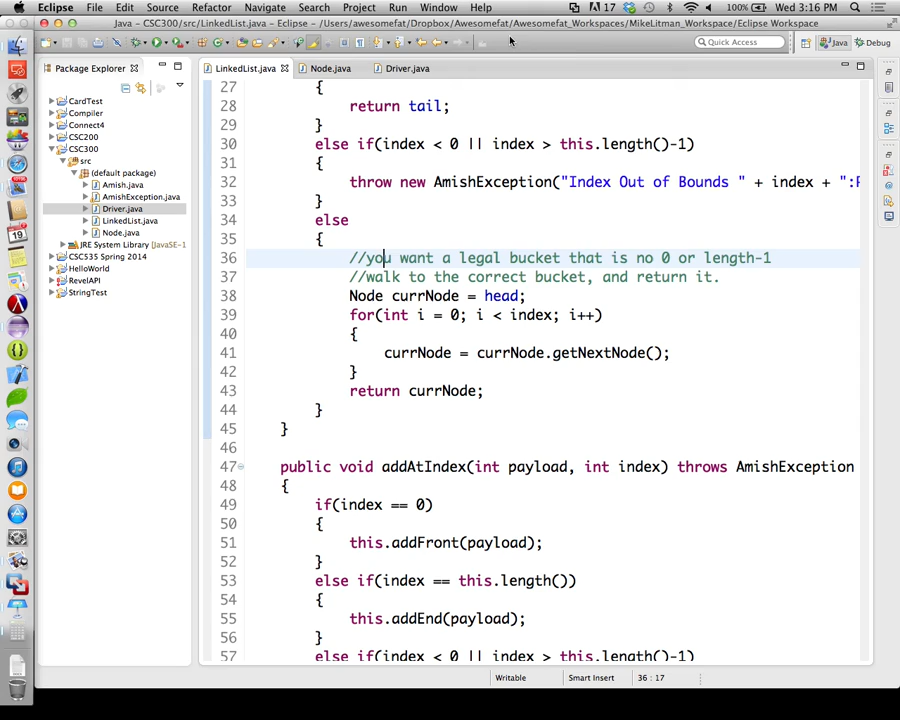 Eclipse File Edit Source Refactor Navigate Search Project Run Window Help 17 100% Wed 3:16 PM
Java - CSC300/src/LinkedList.java - Eclipse - /Users/awesomefat/Dropbox/Awesomefat_Workspaces/MikeLitman_Workspace/Eclipse Workspace
Quick Access Java Debug
Package Explorer
CardTest
Compiler
Connect4
CSC200
CSC300
src
(default package)
Amish.java
AmishException.java
Driver.java
LinkedList.java
Node.java
JRE System Library [JavaSE-1
CSC535 Spring 2014
HelloWorld
RevelAPI
StringTest
LinkedList.java Node.java Driver.java
27 {
28 return tail;
29 }
30 else if(index < 0 || index > this.length()-1)
31 {
32 throw new AmishException("Index Out of Bounds " + index + ":
33 }
34 else
35 {
36 //you want a legal bucket that is no 0 or length-1
37 //walk to the correct bucket, and return it.
38 Node currNode = head;
39 for(int i = 0; i < index; i++)
40 {
41 currNode = currNode.getNextNode();
42 }
43 return currNode;
44 }
45 }
46
47 public void addAtIndex(int payload, int index) throws AmishException
48 {
49 if(index == 0)
50 {
51 this.addFront(payload);
52 }
53 else if(index == this.length())
54 {
55 this.addEnd(payload);
56 }
57 else if(index < 0 || index > this.length()-1)
Writable Smart Insert 36 : 17